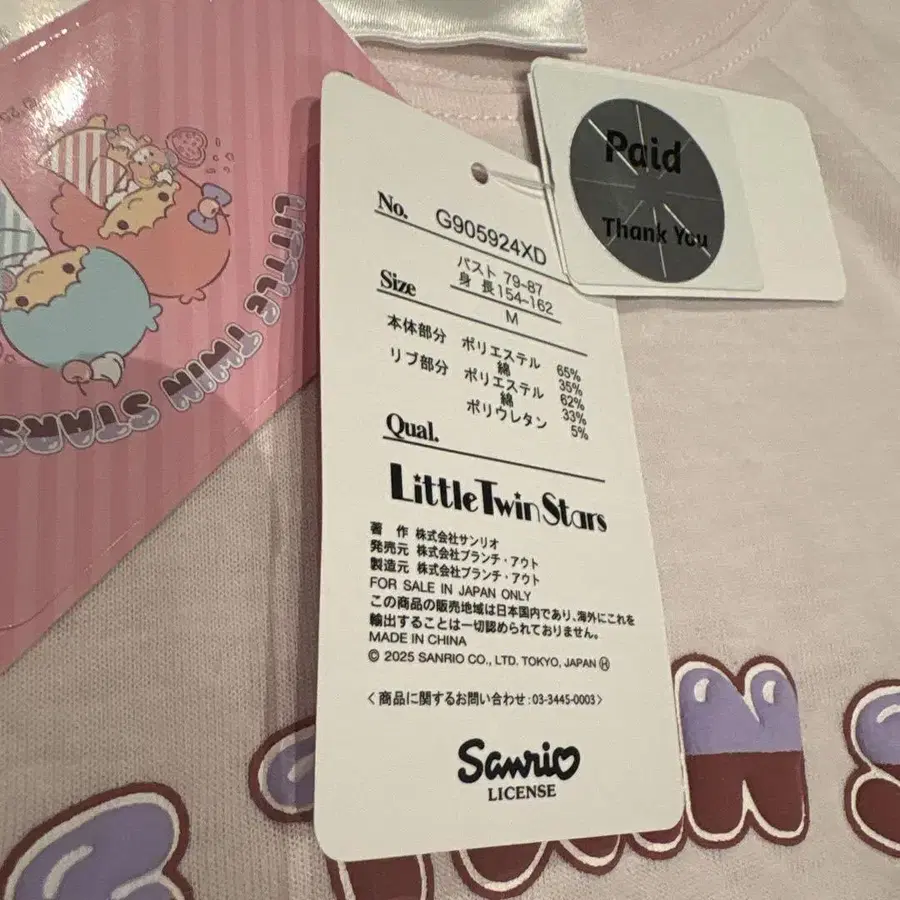 LITTLE TWIN STARS
Paid
Thank You
No. G905924XD
Size バスト 79-87
身 長154-162
M
本体部分 ポリエステル 65%
綿 35%
リブ部分 ポリエステル 62%
綿 33%
ポリウレタン 5%
Qual.
Little Twin Stars
著 作 株式会社サンリオ
発売元 株式会社ブランチ・アウト
製造元 株式会社ブランチ・アウト
FOR SALE IN JAPAN ONLY
この商品の販売地域は日本国内であり、海外にこれを
輸出することは一切認められておりません。
MADE IN CHINA
© 2025 SANRIO CO., LTD. TOKYO, JAPAN Ⓗ
〈商品に関するお問い合わせ:03-3445-0003〉
Sanrio
LICENSE